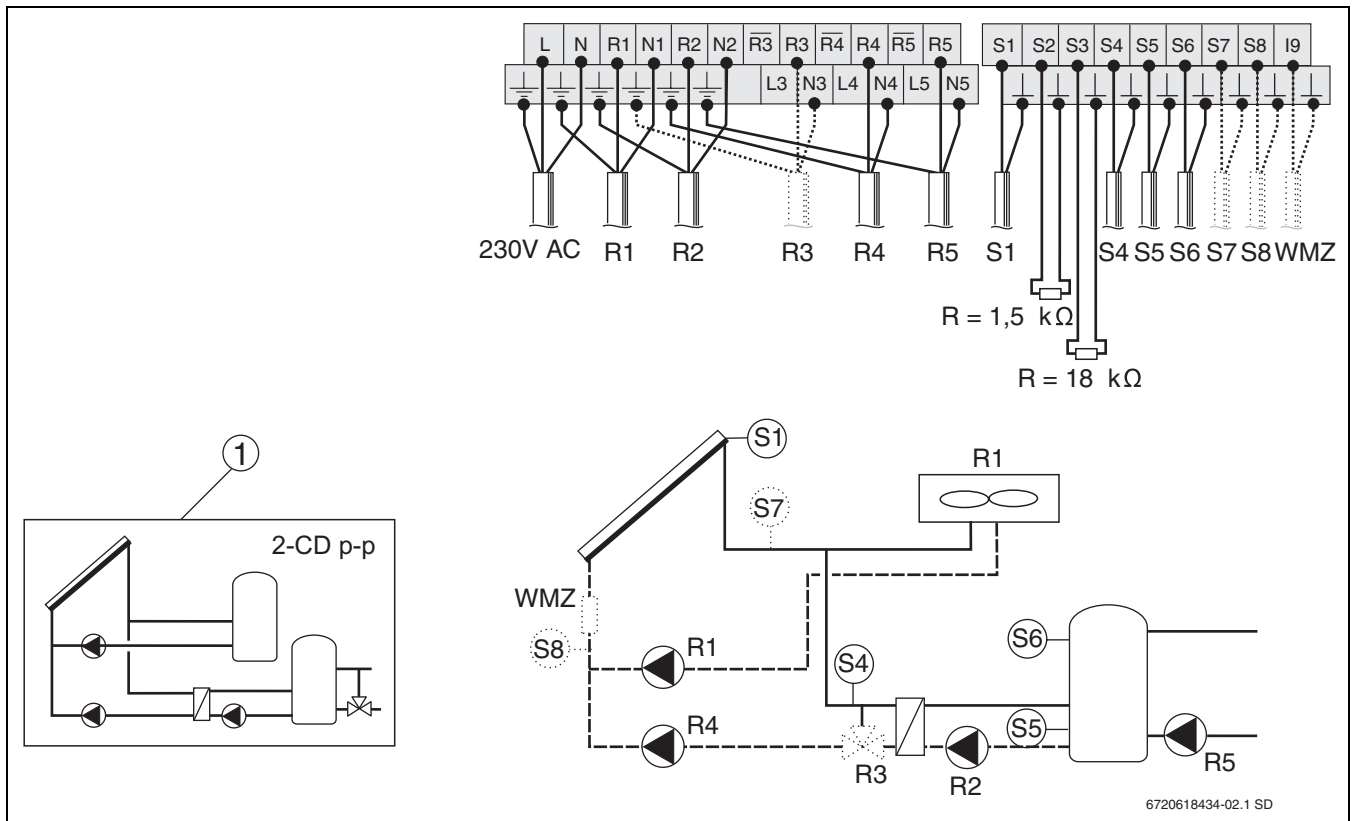 L N R1 N1 R2 N2 R3 R3 R4 R4 R5 R5
S1 S2 S3 S4 S5 S6 S7 S8 I9
L3 N3 L4 N4 L5 N5
230V AC R1 R2 R3 R4 R5 S1 S4 S5 S6 S7 S8 WMZ
R = 1,5 kΩ
R = 18 kΩ
1
2-CD p-p
S1
R1
S7
WMZ
S8
R1
S4
S6
R4
S5
R3
R2
R5
6720618434-02.1 SD